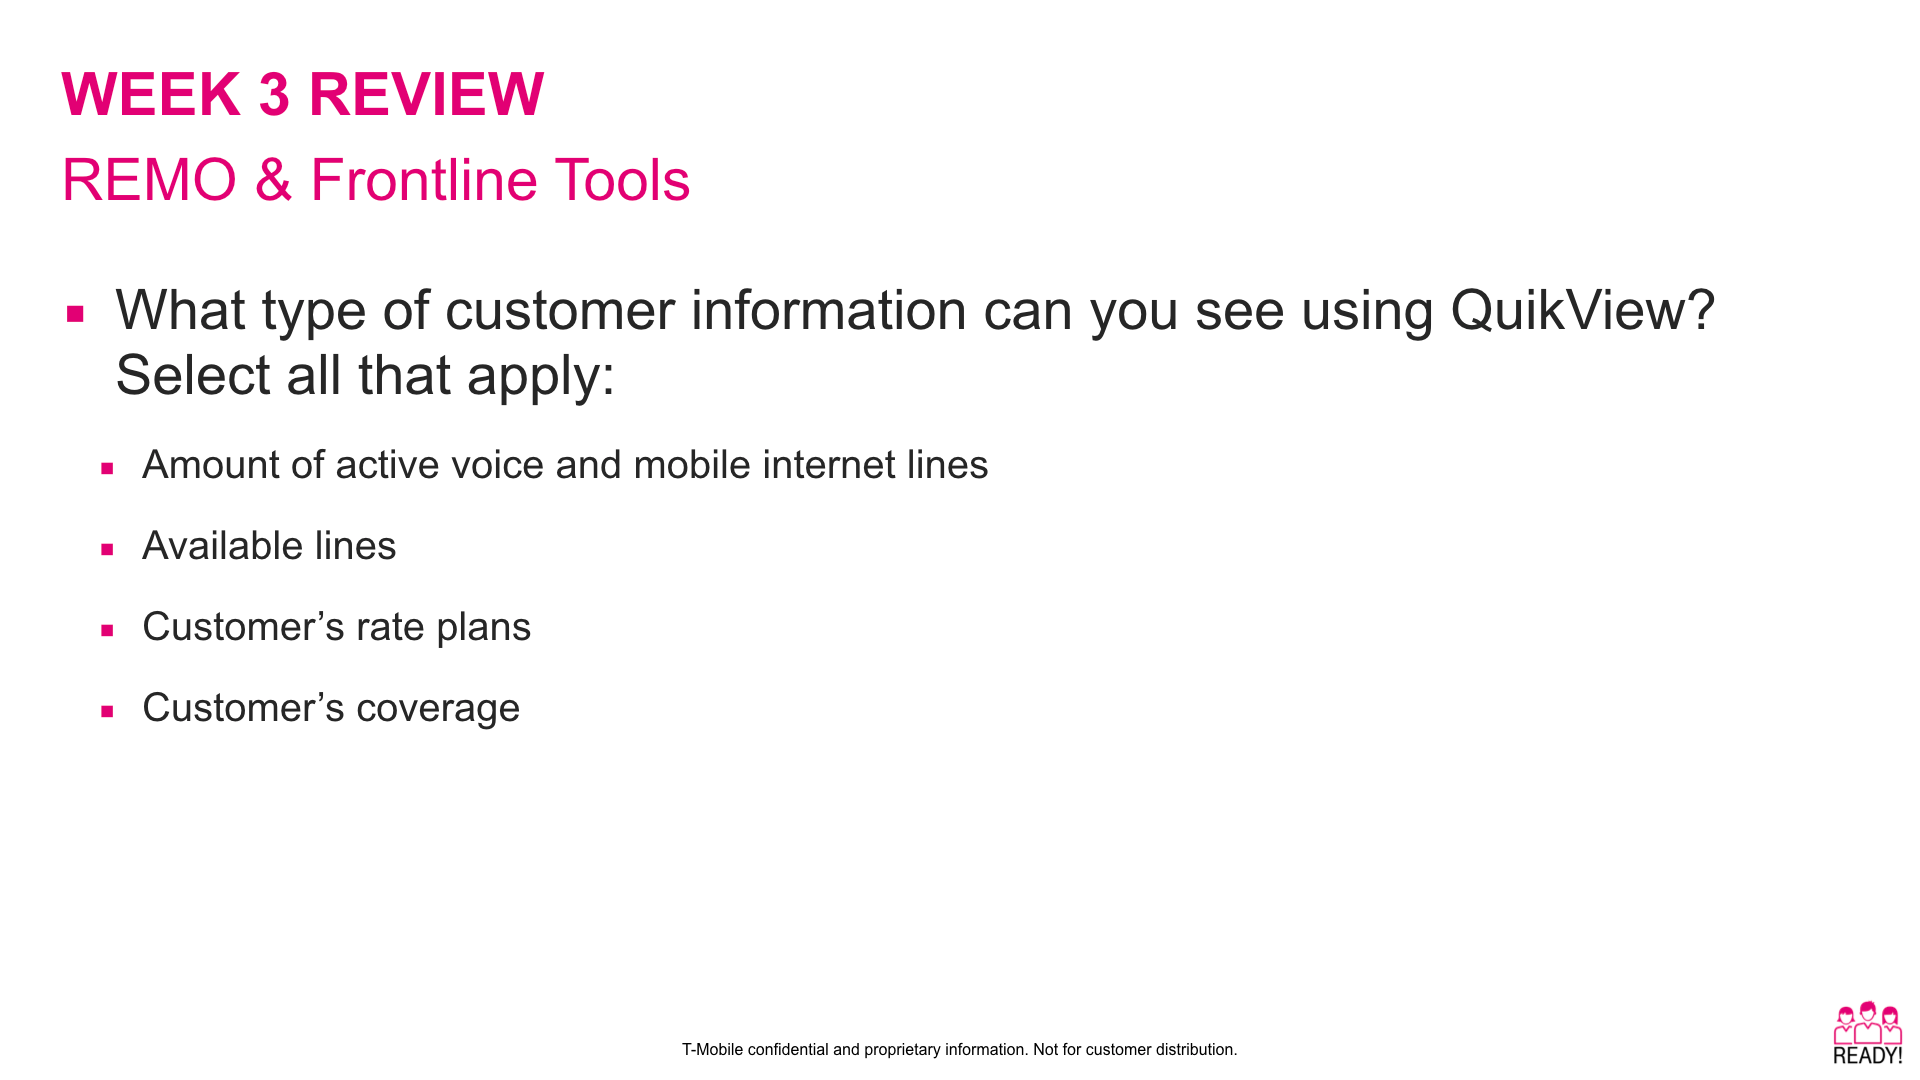 WEEK 3 REVIEW
REMO & Frontline Tools
What type of customer information can you see using QuikView?
Select all that apply:
Amount of active voice and mobile internet lines
Available lines
Customer’s rate plans
Customer’s coverage
T-Mobile confidential and proprietary information. Not for customer distribution.
READY!